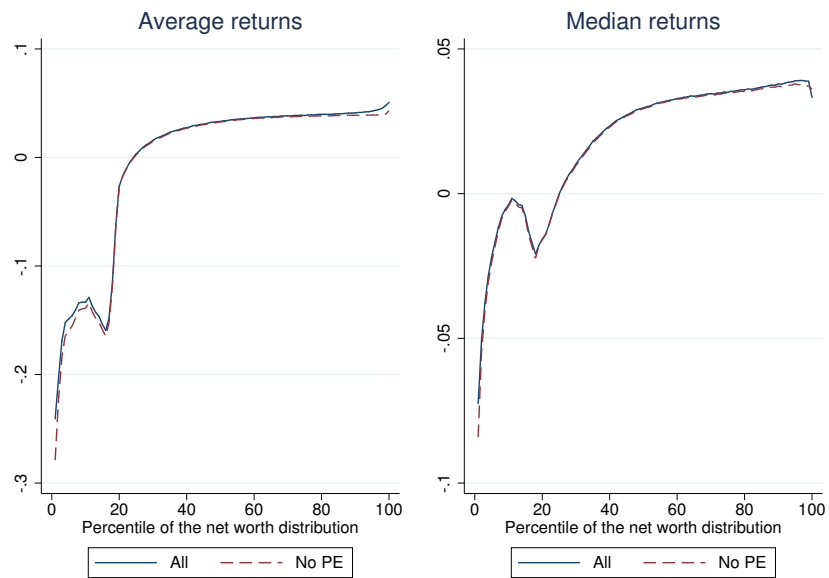 Average returns
.1
0
-.1
-.2
-.3
0 20 40 60 80 100
Percentile of the net worth distribution
All No PE
Median returns
.05
0
-.05
-.1
0 20 40 60 80 100
Percentile of the net worth distribution
All No PE